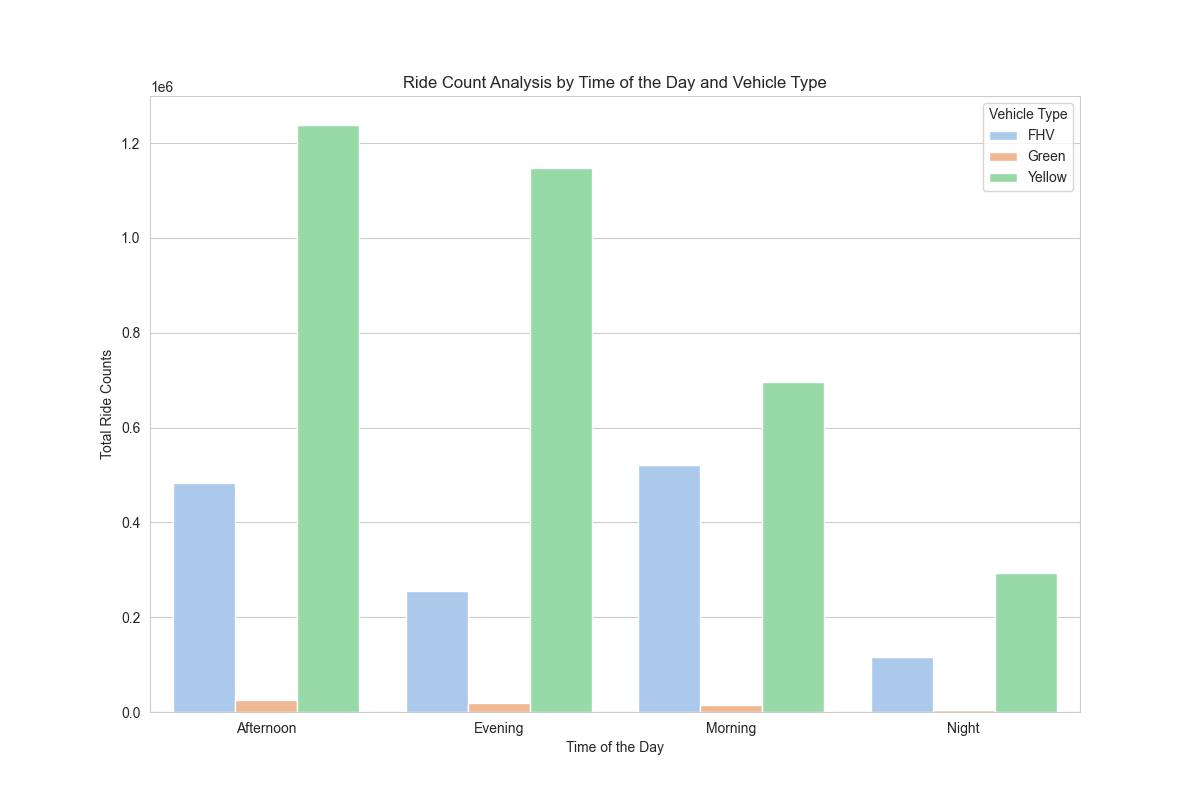 Ride Count Analysis by Time of the Day and Vehicle Type
1e6
Vehicle Type
FHV
Green
Yellow
1.2
1.0
0.8
0.6
0.4
0.2
0.0
Total Ride Counts
Afternoon
Evening
Morning
Night
Time of the Day